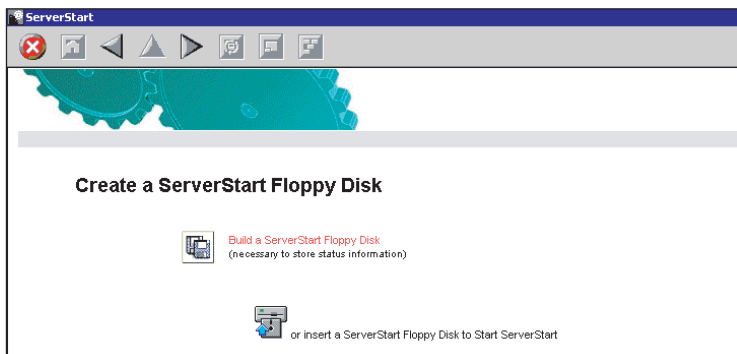 ServerStart
Create a ServerStart Floppy Disk
Build a ServerStart Floppy Disk
(necessary to store status information)
or insert a ServerStart Floppy Disk to Start ServerStart